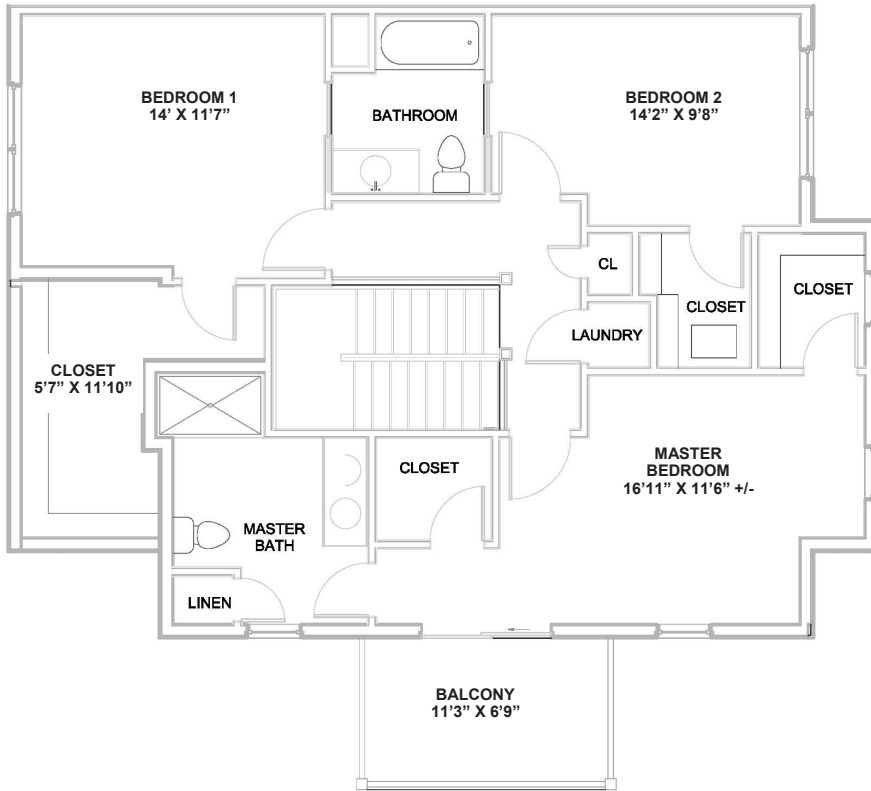 BEDROOM 1
14’ X 11’7”
BATHROOM
BEDROOM 2
14’2” X 9’8”
CL
CLOSET
CLOSET
LAUNDRY
CLOSET
5’7” X 11’10”
CLOSET
MASTER
BEDROOM
16’11” X 11’6” +/-
MASTER
BATH
LINEN
BALCONY
11’3” X 6’9”